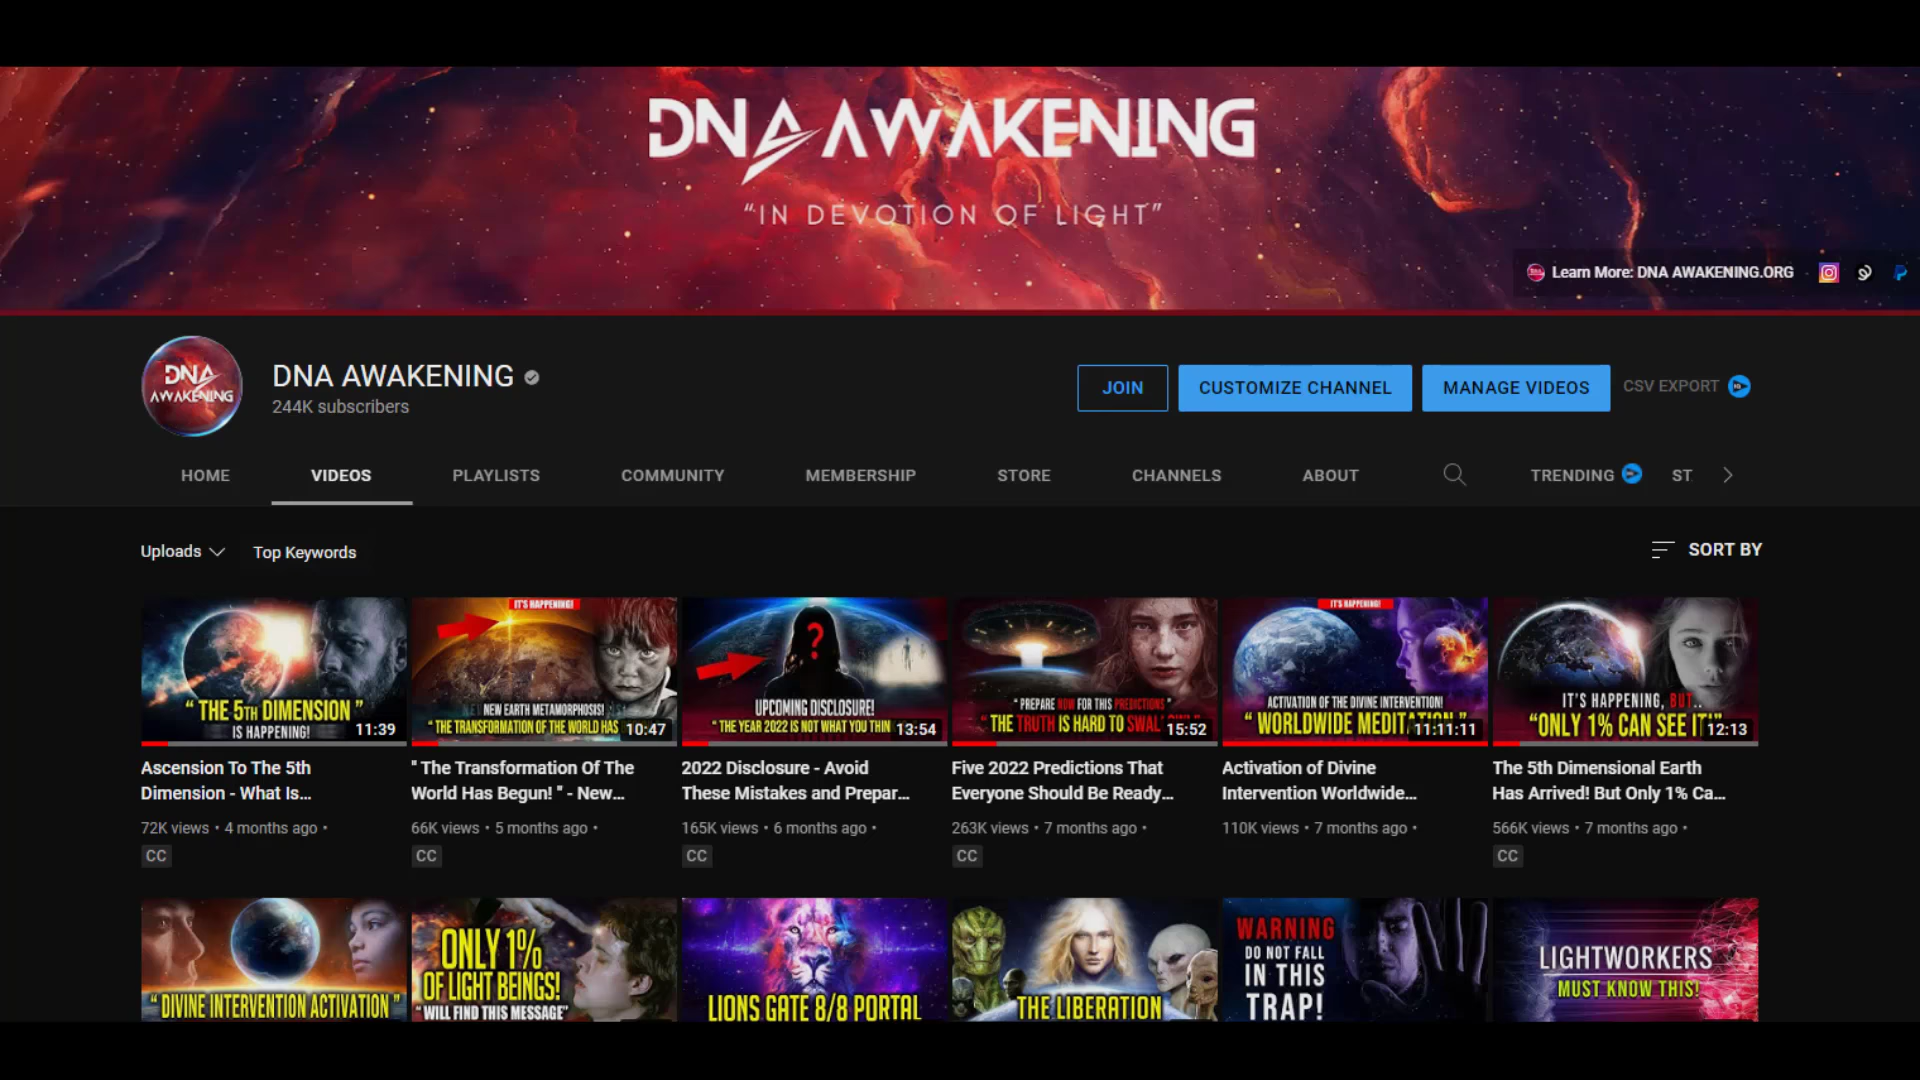 DNA AWAKENING
“IN DEVOTION OF LIGHT”
Learn More: DNA AWAKENING.ORG
DNA
AWAKENING
DNA AWAKENING
244K subscribers
JOIN
CUSTOMIZE CHANNEL
MANAGE VIDEOS
CSV EXPORT
HOME
VIDEOS
PLAYLISTS
COMMUNITY
MEMBERSHIP
STORE
CHANNELS
ABOUT
TRENDING
ST
Uploads
Top Keywords
SORT BY
“ THE 5TH DIMENSION ”
IS HAPPENING!
11:39
IT'S HAPPENING!
NEW EARTH METAMORPHOSIS!
“ THE TRANSFORMATION OF THE WORLD HAS
10:47
?
UPCOMING DISCLOSURE!
“ THE YEAR 2022 IS NOT WHAT YOU THIN
13:54
“ PREPARE NOW FOR THIS PREDICTIONS ”
“ THE TRUTH IS HARD TO SWAL
15:52
IT'S HAPPENING!
ACTIVATION OF THE DIVINE INTERVENTION!
“ WORLDWIDE MEDITATION ”
11:11:11
IT'S HAPPENING, BUT..
“ONLY 1% CAN SEE IT!”
12:13
Ascension To The 5th
Dimension - What Is...
72K views • 4 months ago •
CC
" The Transformation Of The
World Has Begun! " - New...
66K views • 5 months ago •
CC
2022 Disclosure - Avoid
These Mistakes and Prepar...
165K views • 6 months ago •
CC
Five 2022 Predictions That
Everyone Should Be Ready...
263K views • 7 months ago •
CC
Activation of Divine
Intervention Worldwide...
110K views • 7 months ago •
The 5th Dimensional Earth
Has Arrived! But Only 1% Ca...
566K views • 7 months ago •
CC
“ DIVINE INTERVENTION ACTIVATION ”
ONLY 1%
OF LIGHT BEINGS!
“ WILL FIND THIS MESSAGE”
LIONS GATE 8/8 PORTAL
THE LIBERATION
WARNING
DO NOT FALL
IN THIS
TRAP!
LIGHTWORKERS
MUST KNOW THIS!